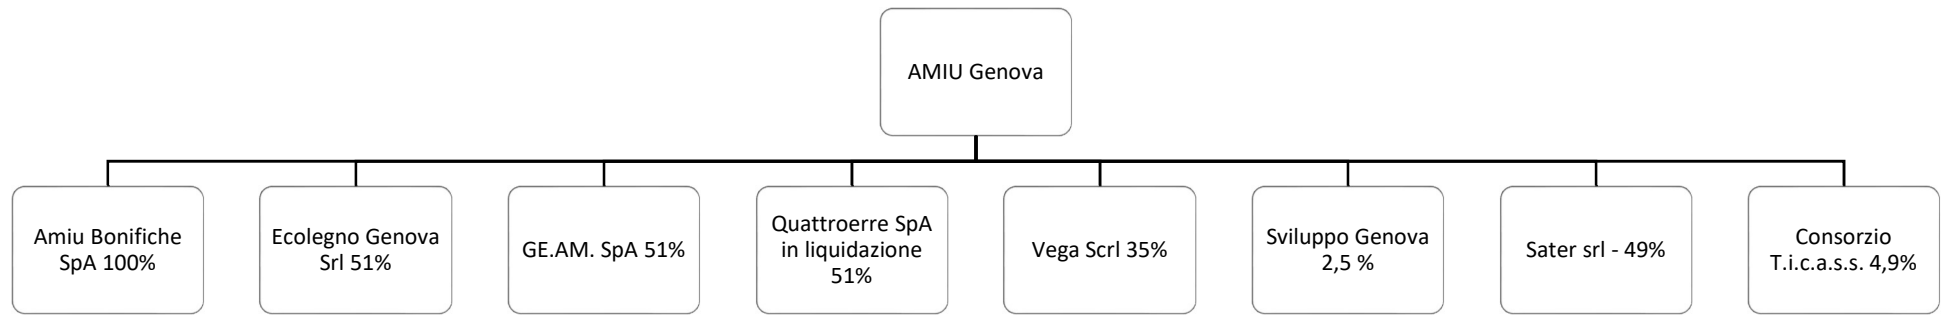 AMIU Genova
Amiu Bonifiche
SpA 100%
Ecolegno Genova
Srl 51%
GE.AM. SpA 51%
Quattroerre SpA
in liquidazione
51%
Vega Scrl 35%
Sviluppo Genova
2,5 %
Sater srl - 49%
Consorzio
T.i.c.a.s.s. 4,9%